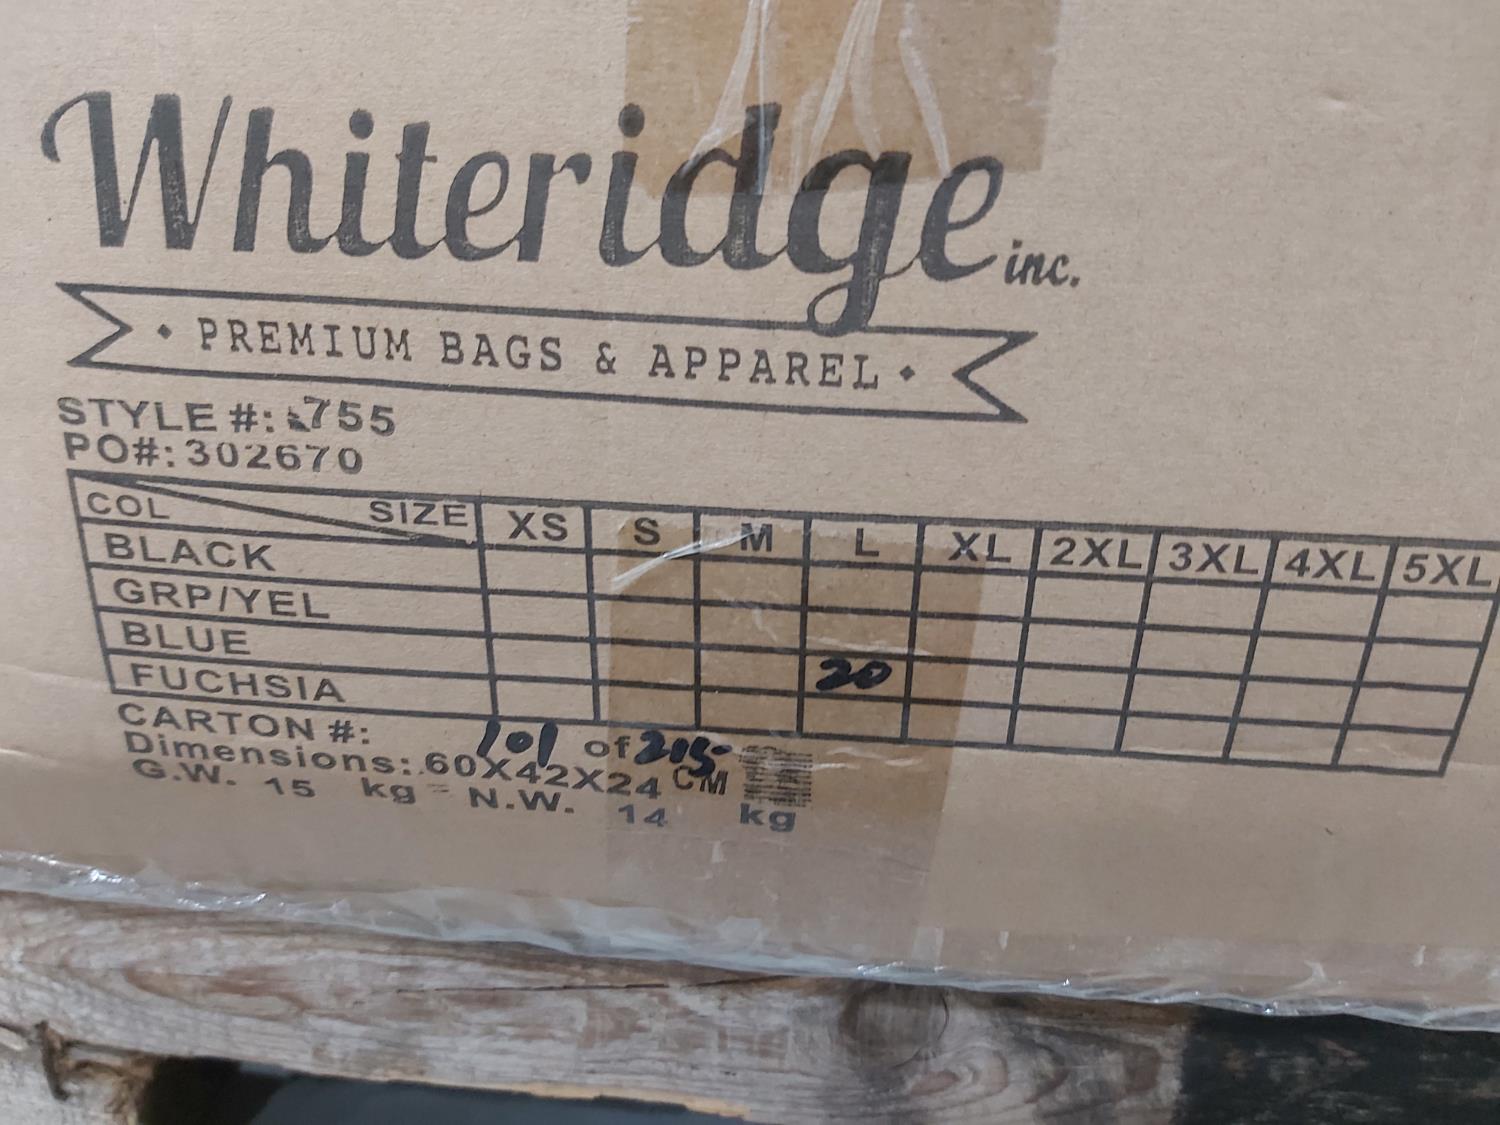 Whiteridge inc.
• PREMIUM BAGS & APPAREL •
STYLE #: 755
PO#: 302670
COL SIZE XS S M L XL 2XL 3XL 4XL 5XL
BLACK
GRP/YEL
BLUE 20
FUCHSIA
CARTON #: 101 of 215
Dimensions: 60X42X24 CM
G.W. 15 kg N.W. 14 kg